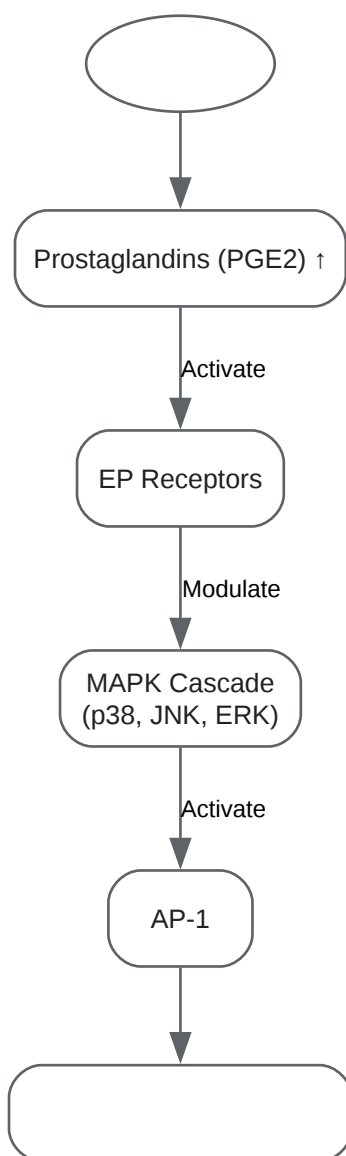 Prostaglandins (PGE2) ↑
Activate
EP Receptors
Modulate
MAPK Cascade
(p38, JNK, ERK)
Activate
AP-1